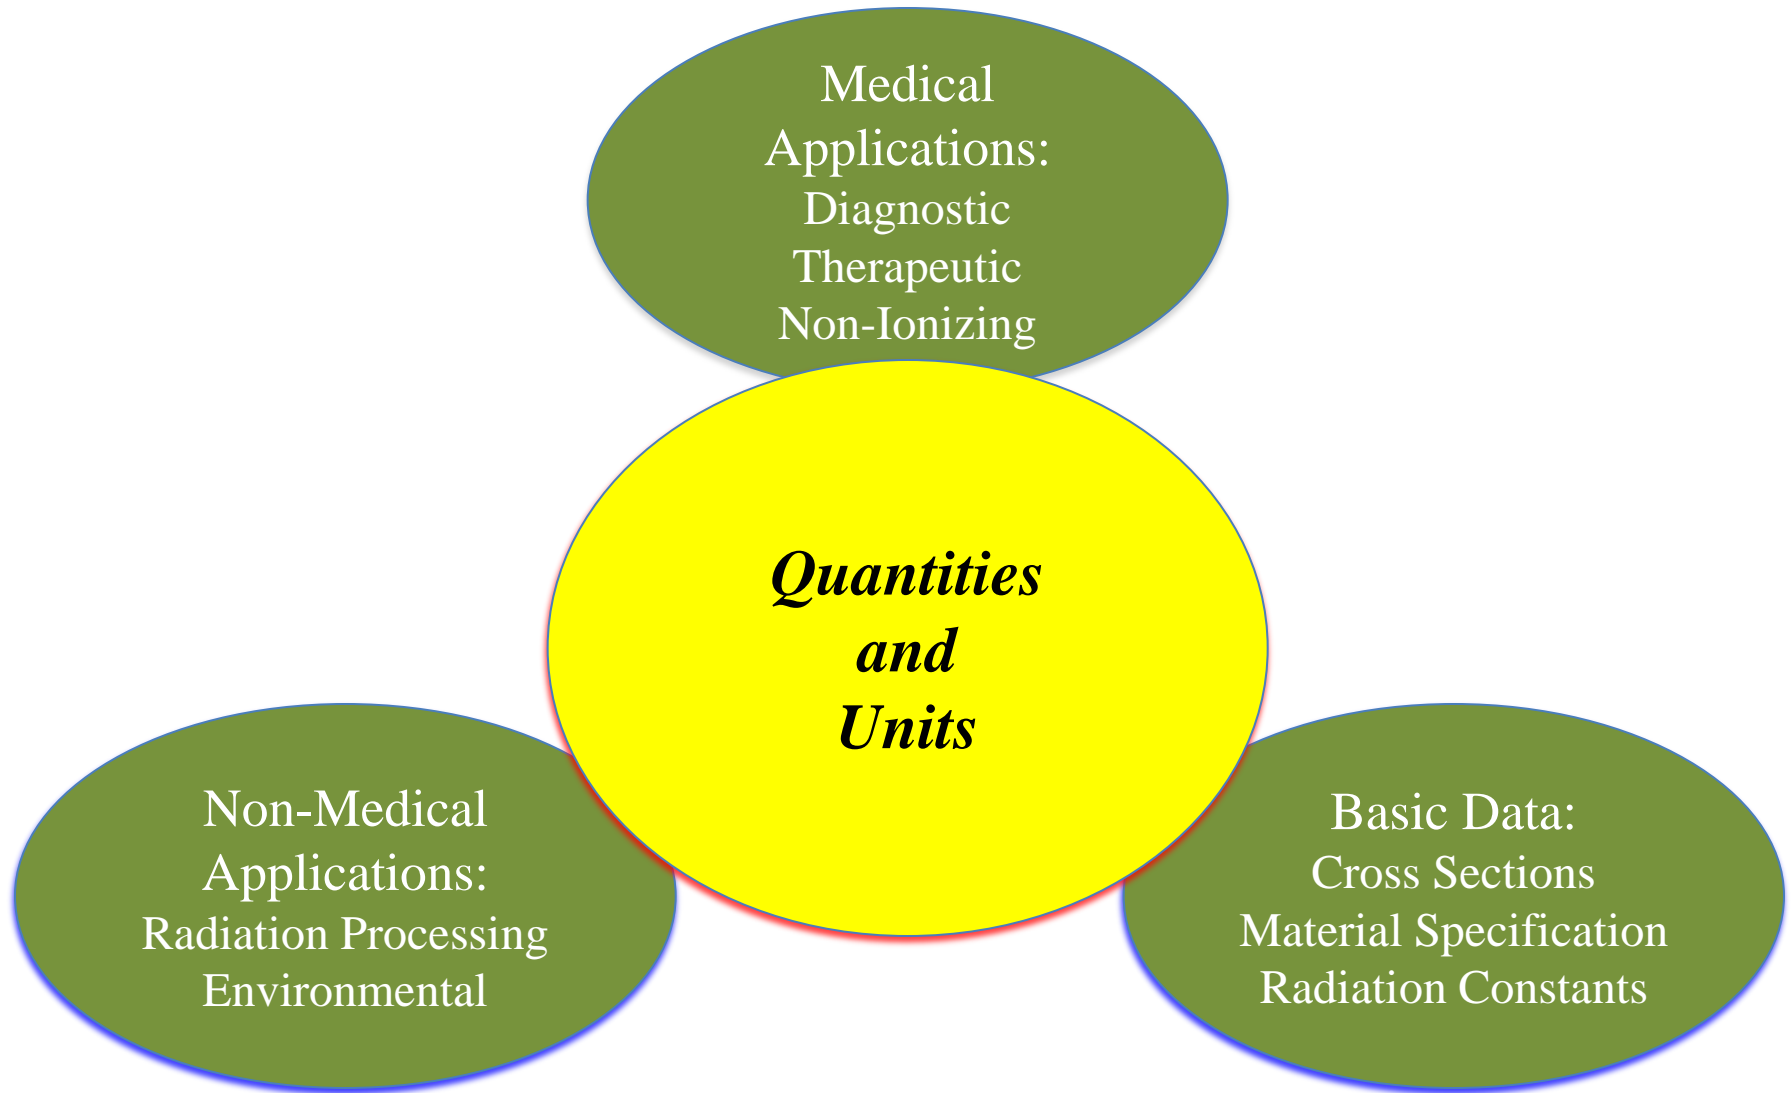 Medical
Applications:
Diagnostic
Therapeutic
Non-Ionizing
Quantities
and
Units
Non-Medical
Applications:
Radiation Processing
Environmental
Basic Data:
Cross Sections
Material Specification
Radiation Constants